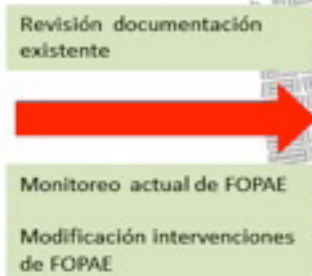 Revisión documentación
existente
Monitoreo actual de FOPAE
Modificación intervenciones
de FOPAE